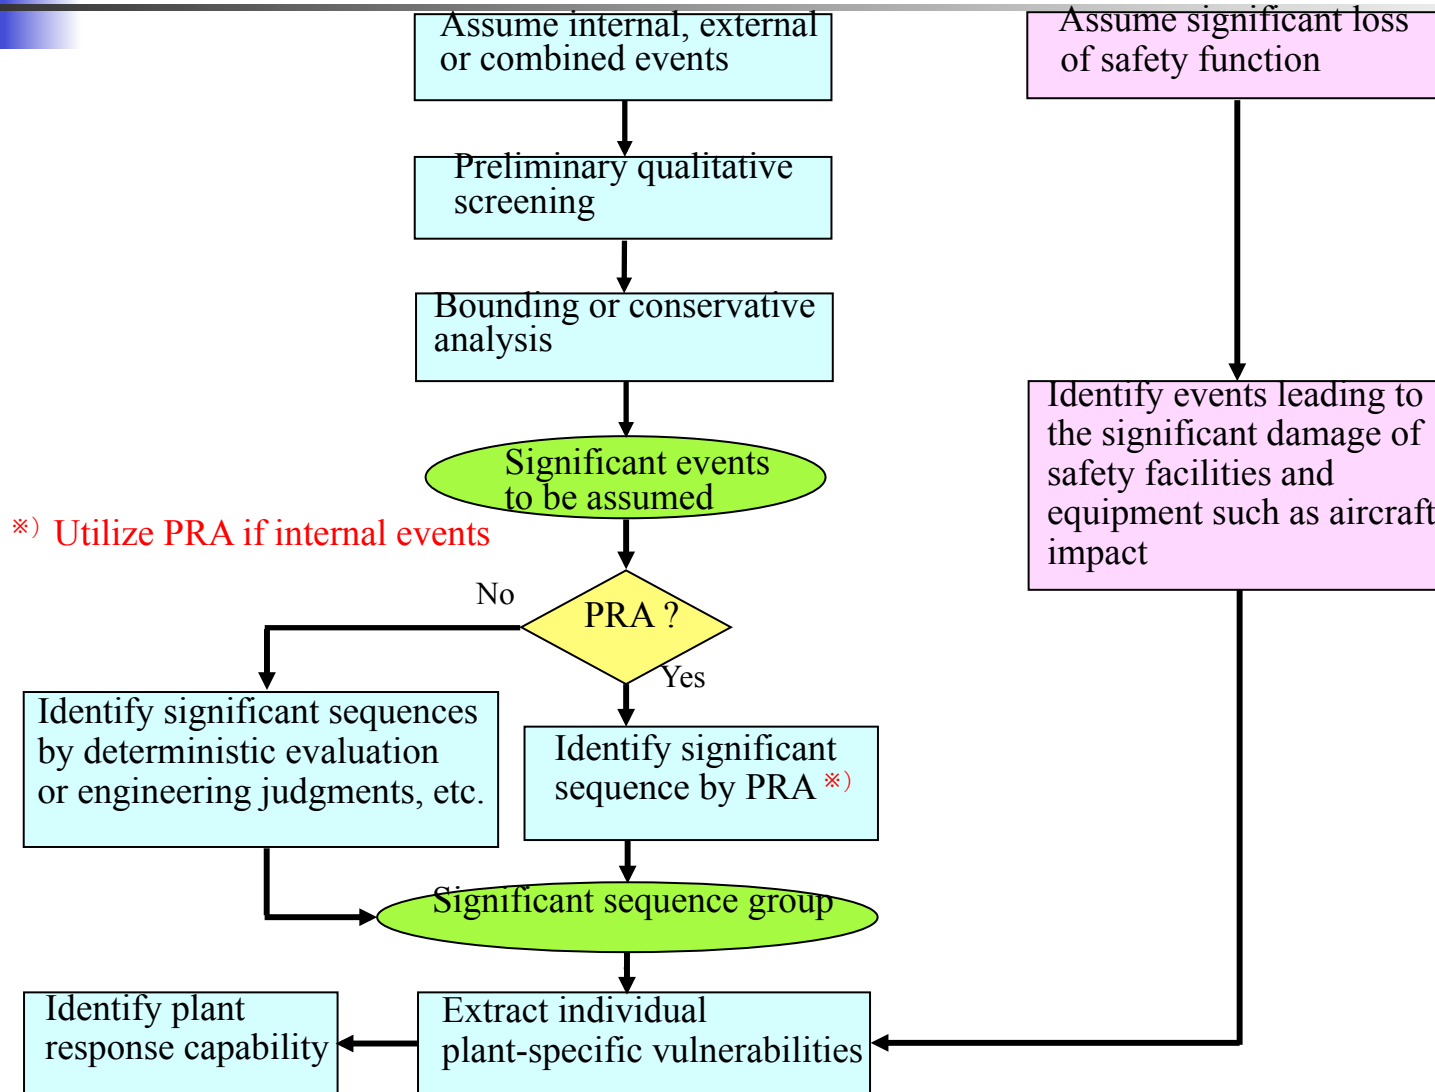 Assume internal, external
or combined events
Assume significant loss
of safety function
Preliminary qualitative
screening
Bounding or conservative
analysis
Identify events leading to
the significant damage of
safety facilities and
equipment such as aircraft
impact
Significant events
to be assumed
※) Utilize PRA if internal events
No
PRA ?
Yes
Identify significant sequences
by deterministic evaluation
or engineering judgments, etc.
Identify significant
sequence by PRA ※)
Significant sequence group
Identify plant
response capability
Extract individual
plant-specific vulnerabilities